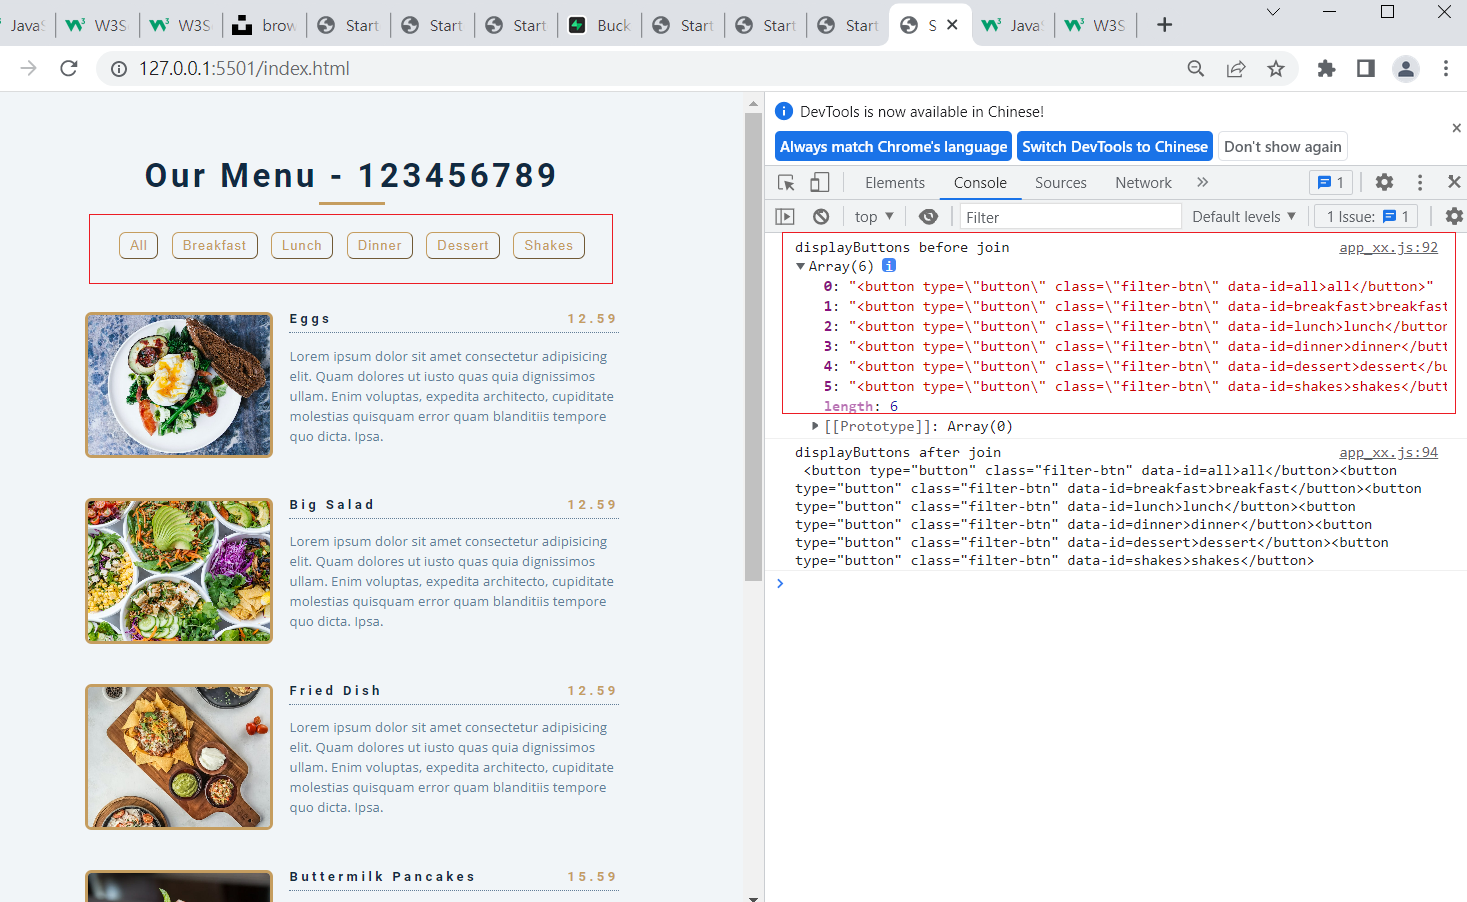 Java
W3S
W3S
brow
Start
Start
Start
Buck
Start
Start
Start
S
Java
W3S
127.0.0.1:5501/index.html
Our Menu - 123456789
All Breakfast Lunch Dinner Dessert Shakes
Eggs 12.59
Lorem ipsum dolor sit amet consectetur adipisicing
elit. Quam dolores ut iusto quas quia dignissimos
ullam. Enim voluptas, expedita architecto, cupiditate
molestias quisquam error quam blanditiis tempore
quo dicta. Ipsa.
Big Salad 12.59
Lorem ipsum dolor sit amet consectetur adipisicing
elit. Quam dolores ut iusto quas quia dignissimos
ullam. Enim voluptas, expedita architecto, cupiditate
molestias quisquam error quam blanditiis tempore
quo dicta. Ipsa.
Fried Dish 12.59
Lorem ipsum dolor sit amet consectetur adipisicing
elit. Quam dolores ut iusto quas quia dignissimos
ullam. Enim voluptas, expedita architecto, cupiditate
molestias quisquam error quam blanditiis tempore
quo dicta. Ipsa.
Buttermilk Pancakes 15.59
DevTools is now available in Chinese!
Always match Chrome's language Switch DevTools to Chinese Don't show again
Elements Console Sources Network 1
top Filter Default levels 1 Issue: 1
displayButtons before join app_xx.js:92
Array(6)
0: "<button type=\"button\" class=\"filter-btn\" data-id=all>all</button>"
1: "<button type=\"button\" class=\"filter-btn\" data-id=breakfast>breakfast
2: "<button type=\"button\" class=\"filter-btn\" data-id=lunch>lunch</button
3: "<button type=\"button\" class=\"filter-btn\" data-id=dinner>dinner</butt
4: "<button type=\"button\" class=\"filter-btn\" data-id=dessert>dessert</bu
5: "<button type=\"button\" class=\"filter-btn\" data-id=shakes>shakes</butt
length: 6
[[Prototype]]: Array(0)
displayButtons after join app_xx.js:94
<button type="button" class="filter-btn" data-id=all>all</button><button
type="button" class="filter-btn" data-id=breakfast>breakfast</button><button
type="button" class="filter-btn" data-id=lunch>lunch</button><button
type="button" class="filter-btn" data-id=dinner>dinner</button><button
type="button" class="filter-btn" data-id=dessert>dessert</button><button
type="button" class="filter-btn" data-id=shakes>shakes</button>